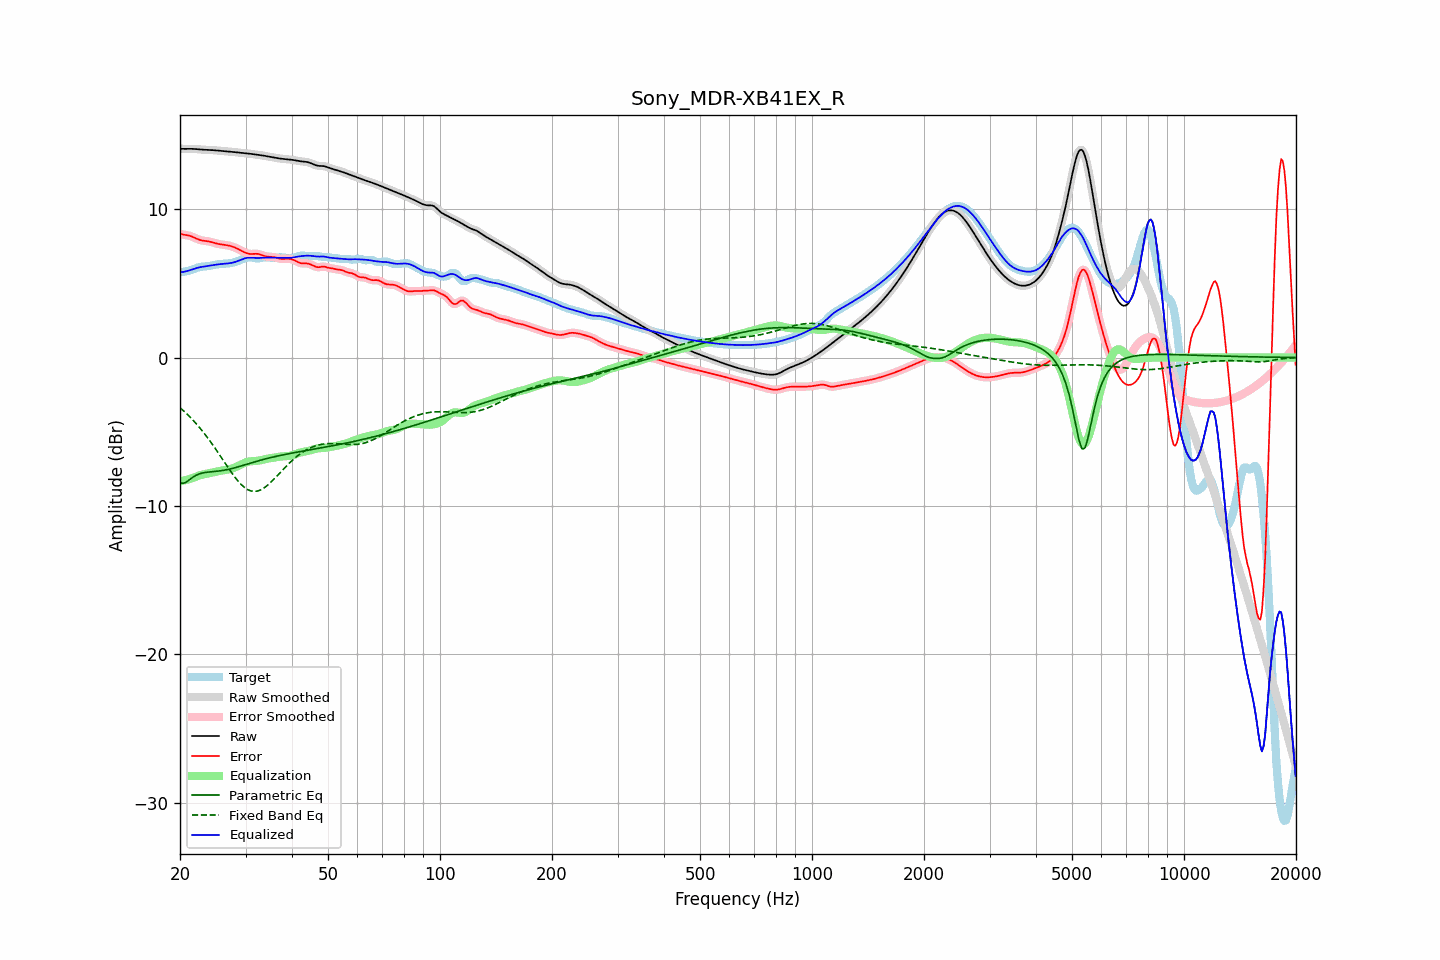 Sony_MDR-XB41EX_R
Amplitude (dBr)
10
0
−10
−20
−30
Target
Raw Smoothed
Error Smoothed
Raw
Error
Equalization
Parametric Eq
Fixed Band Eq
Equalized
20 50 100 200 500 1000 2000 5000 10000 20000
Frequency (Hz)